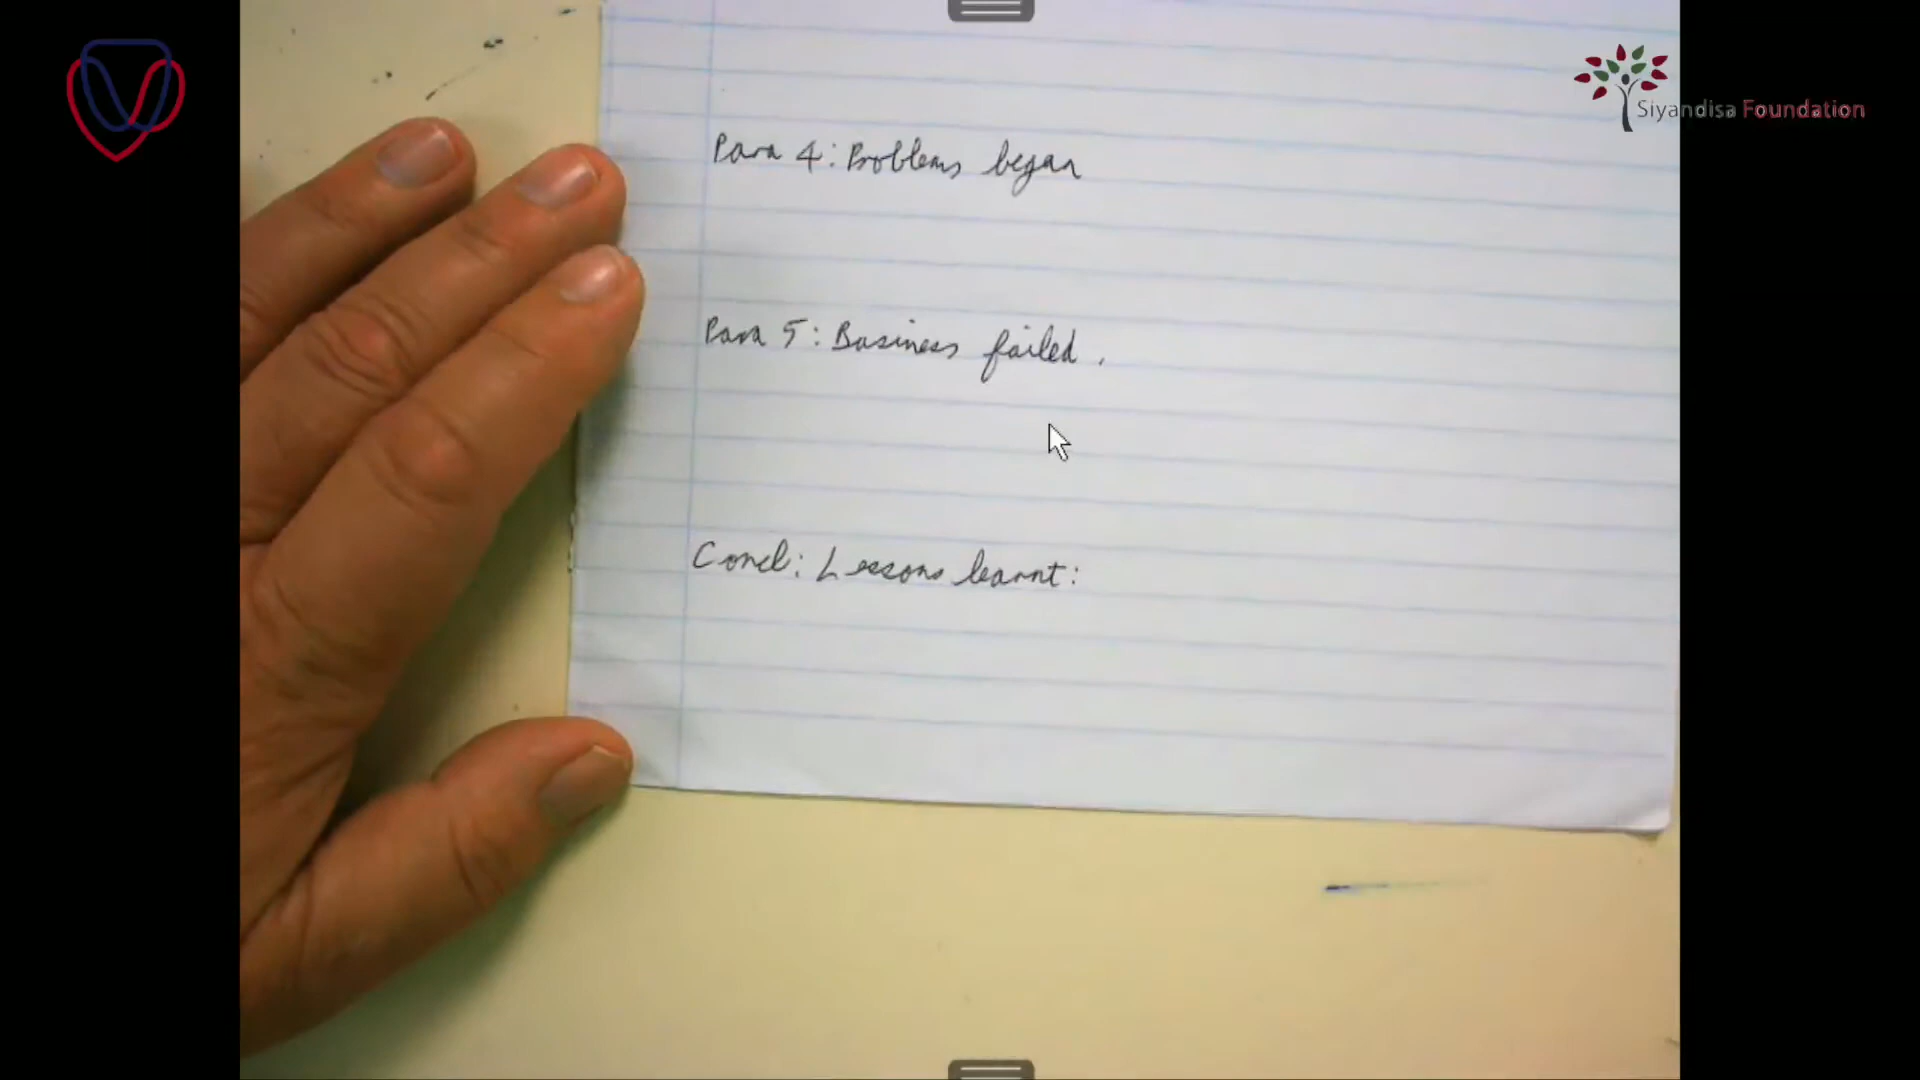 Siyandisa Foundation
Para 4: Problems began
Para 5: Business failed.
Concl: Lessons learnt: